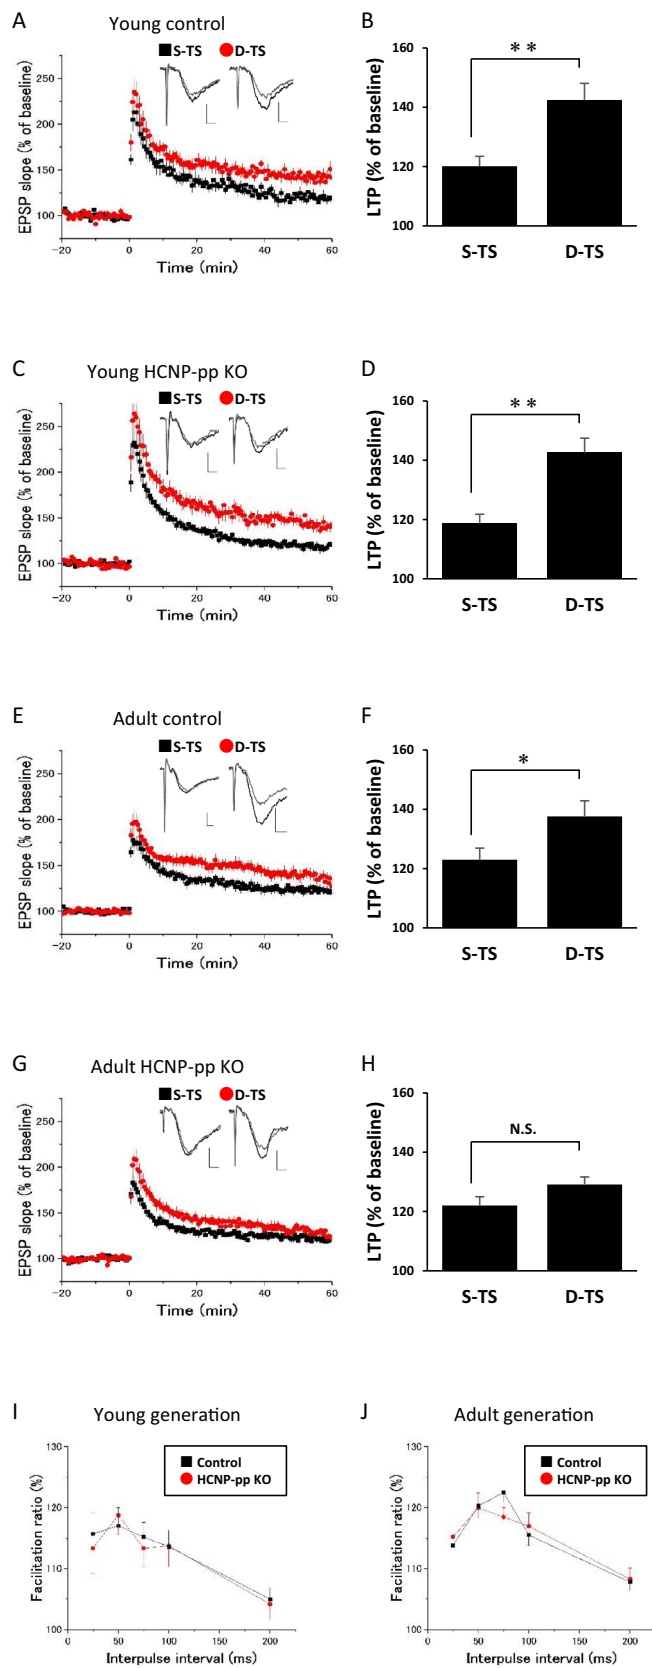 A
Young control
B
S-TS D-TS
EPSP slope (% of baseline)
250
200
150
100
-20 0 20 40 60
Time (min)
LTP (% of baseline)
160
140
120
100
**
S-TS D-TS
C
Young HCNP-pp KO
D
S-TS D-TS
EPSP slope (% of baseline)
250
200
150
100
-20 0 20 40 60
Time (min)
LTP (% of baseline)
160
140
120
100
**
S-TS D-TS
E
Adult control
F
S-TS D-TS
EPSP slope (% of baseline)
250
200
150
100
-20 0 20 40 60
Time (min)
LTP (% of baseline)
160
140
120
100
*
S-TS D-TS
G
Adult HCNP-pp KO
H
S-TS D-TS
EPSP slope (% of baseline)
250
200
150
100
-20 0 20 40 60
Time (min)
LTP (% of baseline)
160
140
120
100
N.S.
S-TS D-TS
I
Young generation
J
Adult generation
Control
HCNP-pp KO
Facilitation ratio (%)
130
120
110
100
0 50 100 150 200
Interpulse interval (ms)
Control
HCNP-pp KO
Facilitation ratio (%)
130
120
110
100
0 50 100 150 200
Interpulse interval (ms)